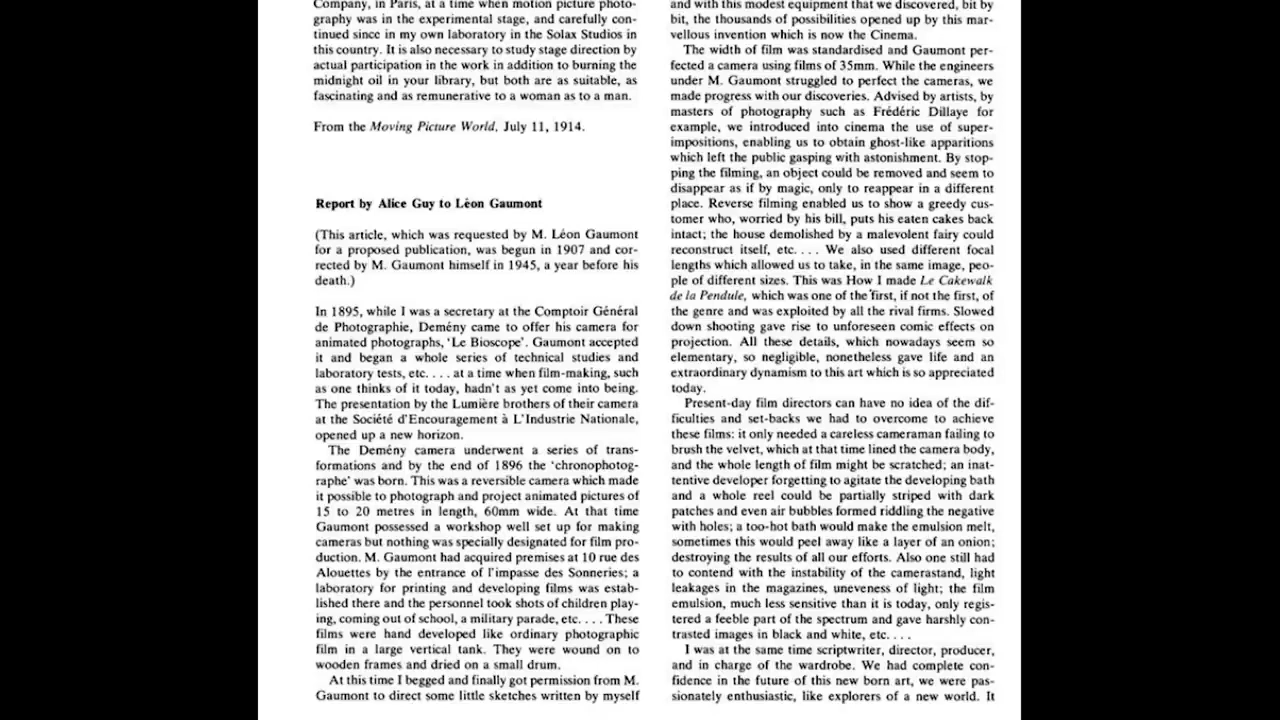 Company, in Paris, at a time when motion picture photo-
graphy was in the experimental stage, and carefully con-
tinued since in my own laboratory in the Solax Studios in
this country. It is also necessary to study stage direction by
actual participation in the work in addition to burning the
midnight oil in your library, but both are as suitable, as
fascinating and as remunerative to a woman as to a man.
From the Moving Picture World, July 11, 1914.
Report by Alice Guy to Léon Gaumont
(This article, which was requested by M. Léon Gaumont
for a proposed publication, was begun in 1907 and cor-
rected by M. Gaumont himself in 1945, a year before his
death.)
In 1895, while I was a secretary at the Comptoir Général
de Photographie, Demény came to offer his camera for
animated photographs, 'Le Bioscope'. Gaumont accepted
it and began a whole series of technical studies and
laboratory tests, etc. . . . at a time when film-making, such
as one thinks of it today, hadn't as yet come into being.
The presentation by the Lumière brothers of their camera
at the Société d'Encouragement à L'Industrie Nationale,
opened up a new horizon.
The Demény camera underwent a series of trans-
formations and by the end of 1896 the 'chronophotog-
raphe' was born. This was a reversible camera which made
it possible to photograph and project animated pictures of
15 to 20 metres in length, 60mm wide. At that time
Gaumont possessed a workshop well set up for making
cameras but nothing was specially designated for film pro-
duction. M. Gaumont had acquired premises at 10 rue des
Alouettes by the entrance of l'impasse des Sonneries; a
laboratory for printing and developing films was estab-
lished there and the personnel took shots of children play-
ing, coming out of school, a military parade, etc. . . . These
films were hand developed like ordinary photographic
film in a large vertical tank. They were wound on to
wooden frames and dried on a small drum.
At this time I begged and finally got permission from M.
Gaumont to direct some little sketches written by myself
and with this modest equipment that we discovered, bit by
bit, the thousands of possibilities opened up by this mar-
vellous invention which is now the Cinema.
The width of film was standardised and Gaumont per-
fected a camera using films of 35mm. While the engineers
under M. Gaumont struggled to perfect the cameras, we
made progress with our discoveries. Advised by artists, by
masters of photography such as Frédéric Dillaye for
example, we introduced into cinema the use of super-
impositions, enabling us to obtain ghost-like apparitions
which left the public gasping with astonishment. By stop-
ping the filming, an object could be removed and seem to
disappear as if by magic, only to reappear in a different
place. Reverse filming enabled us to show a greedy cus-
tomer who, worried by his bill, puts his eaten cakes back
intact; the house demolished by a malevolent fairy could
reconstruct itself, etc. . . . We also used different focal
lengths which allowed us to take, in the same image, peo-
ple of different sizes. This was How I made Le Cakewalk
de la Pendule, which was one of the first, if not the first, of
the genre and was exploited by all the rival firms. Slowed
down shooting gave rise to unforeseen comic effects on
projection. All these details, which nowadays seem so
elementary, so negligible, nonetheless gave life and an
extraordinary dynamism to this art which is so appreciated
today.
Present-day film directors can have no idea of the dif-
ficulties and set-backs we had to overcome to achieve
these films: it only needed a careless cameraman failing to
brush the velvet, which at that time lined the camera body,
and the whole length of film might be scratched; an inat-
tentive developer forgetting to agitate the developing bath
and a whole reel could be partially striped with dark
patches and even air bubbles formed riddling the negative
with holes; a too-hot bath would make the emulsion melt,
sometimes this would peel away like a layer of an onion;
destroying the results of all our efforts. Also one still had
to contend with the instability of the camerastand, light
leakages in the magazines, uneveness of light; the film
emulsion, much less sensitive than it is today, only regis-
tered a feeble part of the spectrum and gave harshly con-
trasted images in black and white, etc. . . .
I was at the same time scriptwriter, director, producer,
and in charge of the wardrobe. We had complete con-
fidence in the future of this new born art, we were pas-
sionately enthusiastic, like explorers of a new world. It